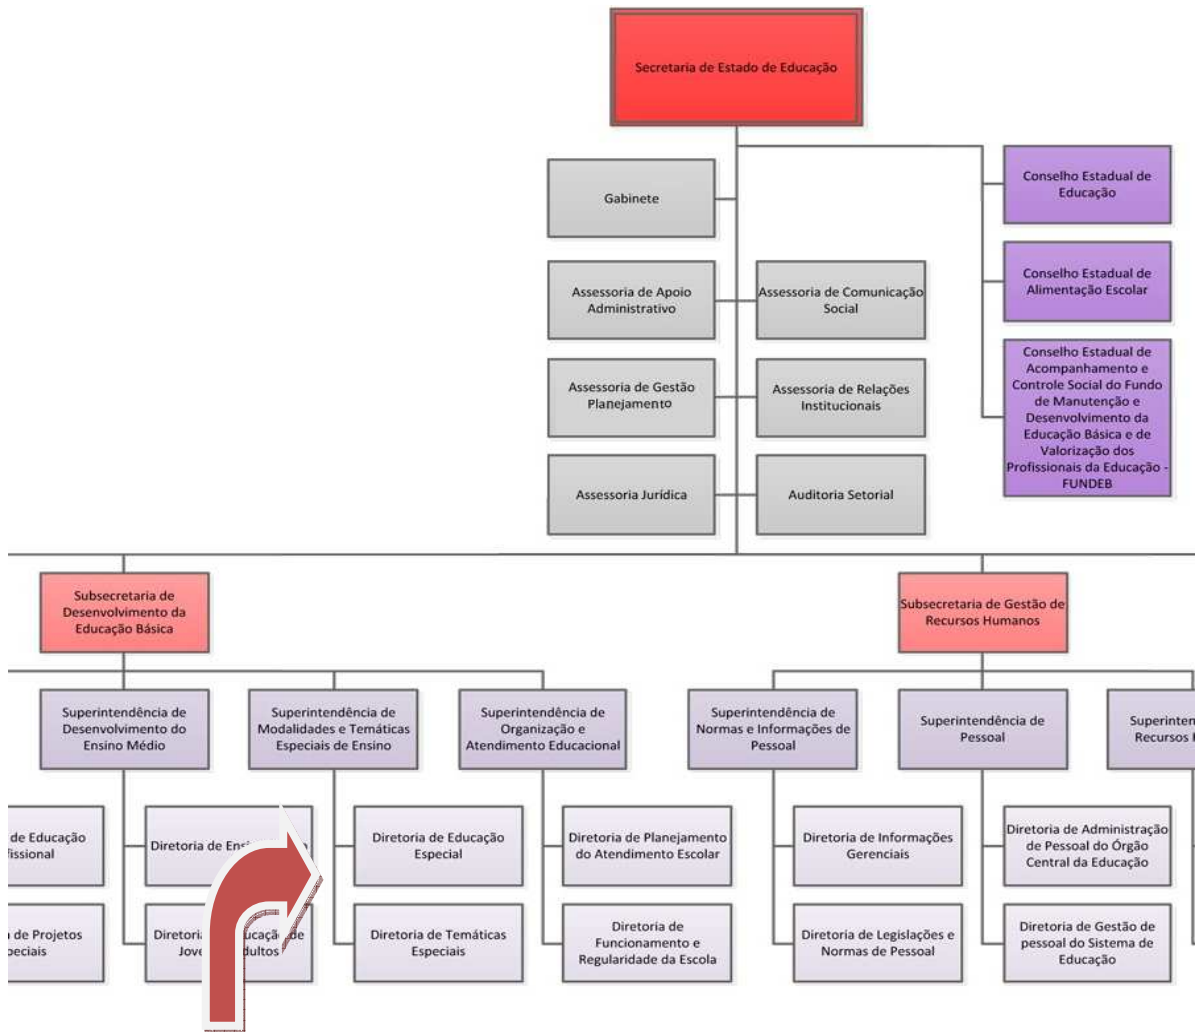 Secretaria de Estado de Educação
Gabinete
Conselho Estadual de
Educação
Assessoria de Apoio
Administrativo
Assessoria de Comunicação
Social
Conselho Estadual de
Alimentação Escolar
Assessoria de Gestão
Planejamento
Assessoria de Relações
Institucionais
Conselho Estadual de
Acompanhamento e
Controle Social do Fundo
de Manutenção e
Desenvolvimento da
Educação Básica e de
Valorização dos
Profissionais da Educação -
FUNDEB
Assessoria Jurídica
Auditoria Setorial
Subsecretaria de
Desenvolvimento da
Educação Básica
Subsecretaria de Gestão de
Recursos Humanos
Superintendência de
Desenvolvimento do
Ensino Médio
Superintendência de
Modalidades e Temáticas
Especiais de Ensino
Superintendência de
Organização e
Atendimento Educacional
Superintendência de
Normas e Informações de
Pessoal
Superintendência de
Pessoal
Recursos
de Educação
Diretoria de
Diretoria de Educação
Especial
Diretoria de Planejamento
do Atendimento Escolar
Diretoria de Informações
Gerenciais
Diretoria de Administração
de Pessoal do Órgão
Central da Educação
de Projetos
Diretoria de
Diretoria de Temáticas
Especiais
Diretoria de
Funcionamento e
Regularidade da Escola
Diretoria de Legislações e
Normas de Pessoal
Diretoria de Gestão de
pessoal do Sistema de
Educação